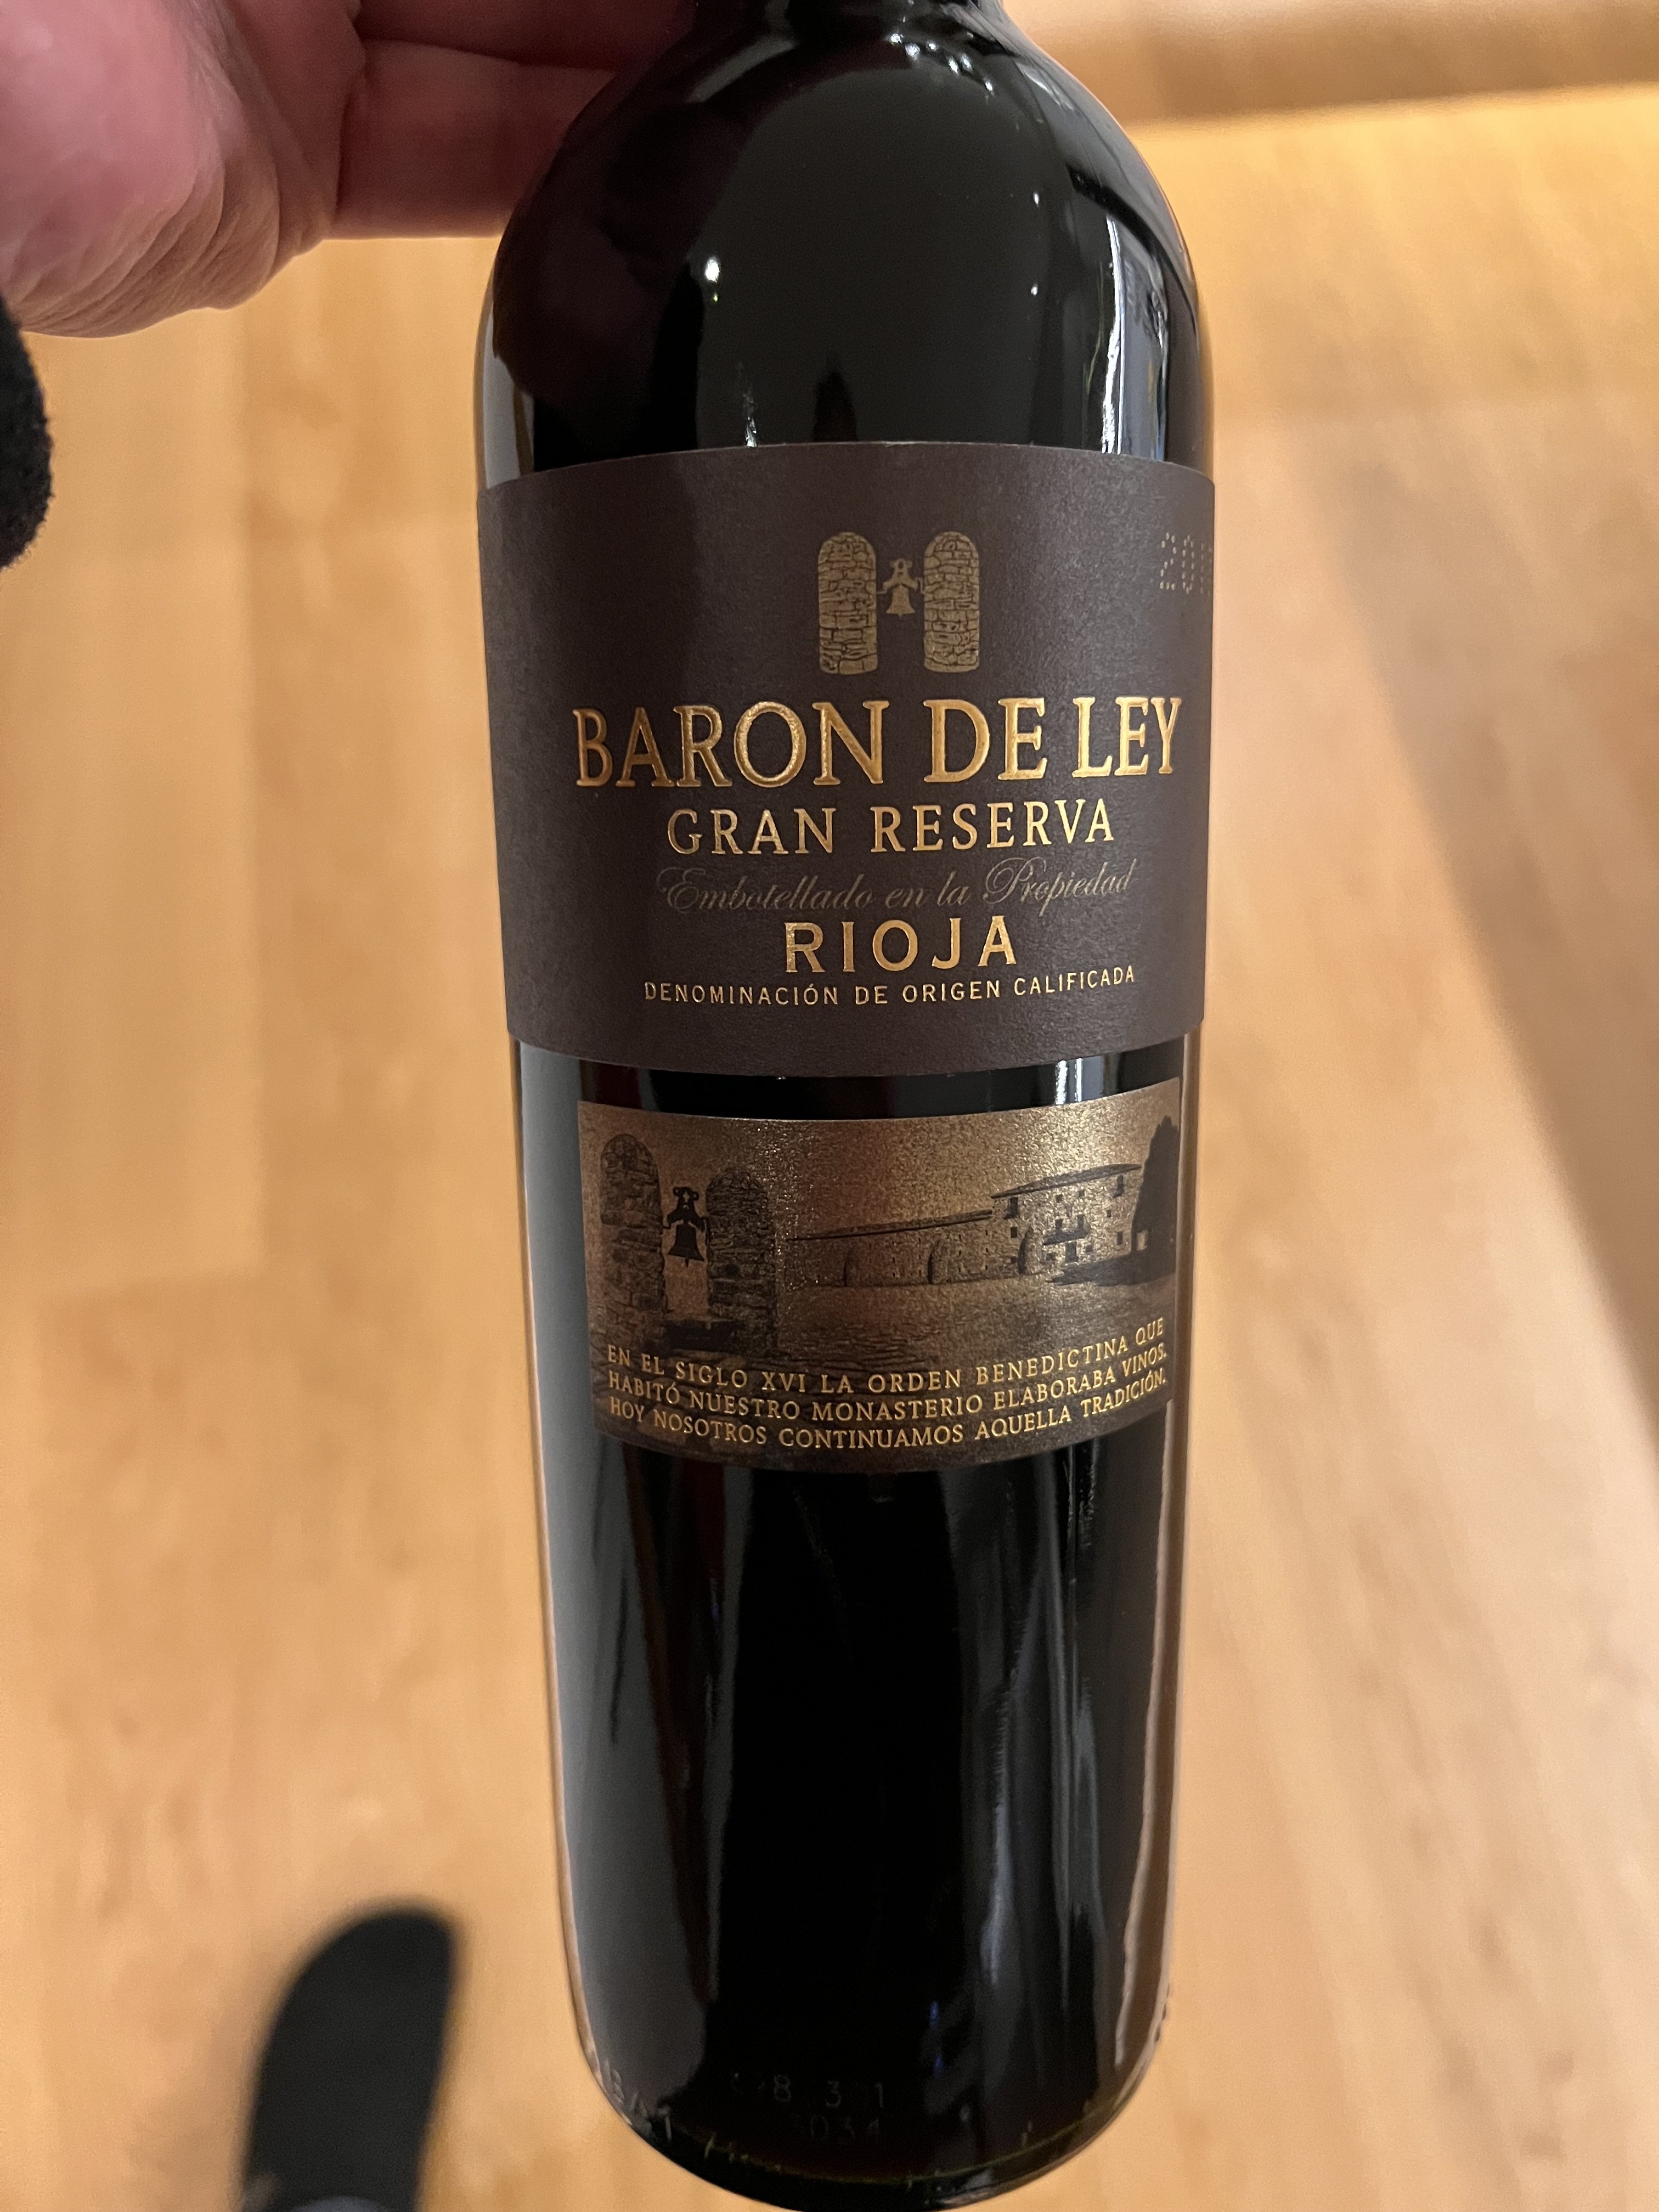 BARON DE LEY
GRAN RESERVA
Embotellado en la Propiedad
RIOJA
DENOMINACIÓN DE ORIGEN CALIFICADA
EN EL SIGLO XVI LA ORDEN BENEDICTINA QUE
HABITÓ NUESTRO MONASTERIO ELABORABA VINOS.
HOY NOSOTROS CONTINUAMOS AQUELLA TRADICIÓN.